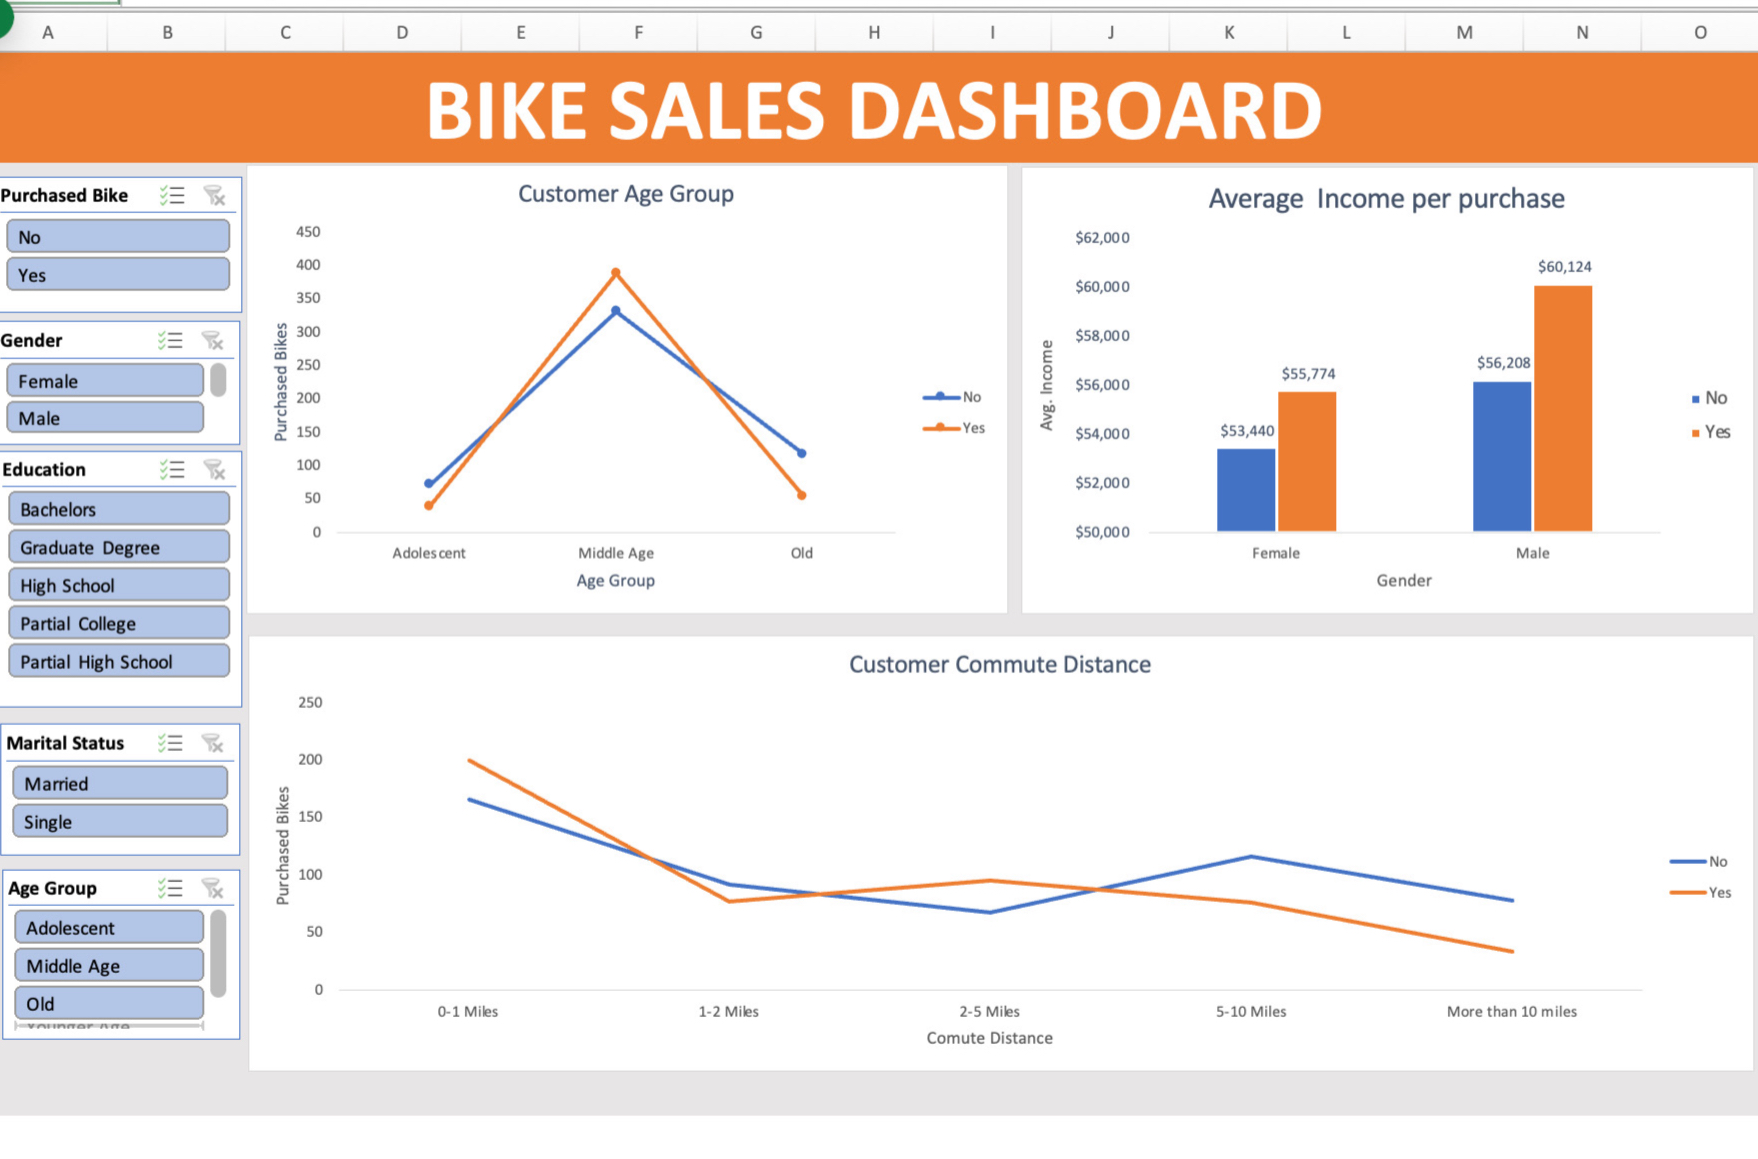 A B C D E F G H I J K L M N O
BIKE SALES DASHBOARD
Purchased Bike
No
Yes
Gender
Female
Male
Education
Bachelors
Graduate Degree
High School
Partial College
Partial High School
Marital Status
Married
Single
Age Group
Adolescent
Middle Age
Old
Younger Age
Customer Age Group
450
400
350
300
250
200
150
100
50
0
Purchased Bikes
Adolescent Middle Age Old
Age Group
No
Yes
Average Income per purchase
$62,000
$60,000
$58,000
$56,000
$54,000
$52,000
$50,000
Avg. Income
$53,440
$55,774
$56,208
$60,124
Female Male
Gender
No
Yes
Customer Commute Distance
250
200
150
100
50
0
Purchased Bikes
0-1 Miles 1-2 Miles 2-5 Miles 5-10 Miles More than 10 miles
Comute Distance
No
Yes